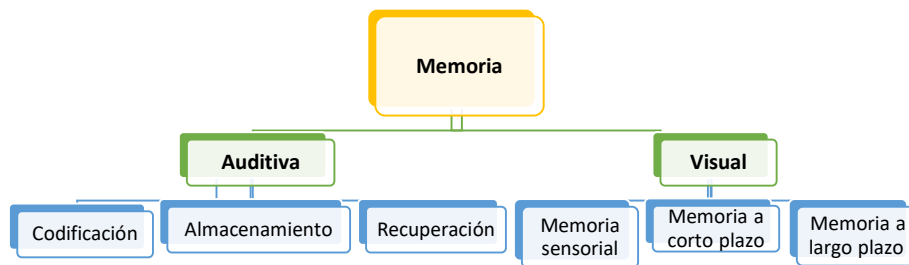 Memoria
Auditiva
Visual
Codificación
Almacenamiento
Recuperación
Memoria
sensorial
Memoria a
corto plazo
Memoria a
largo plazo